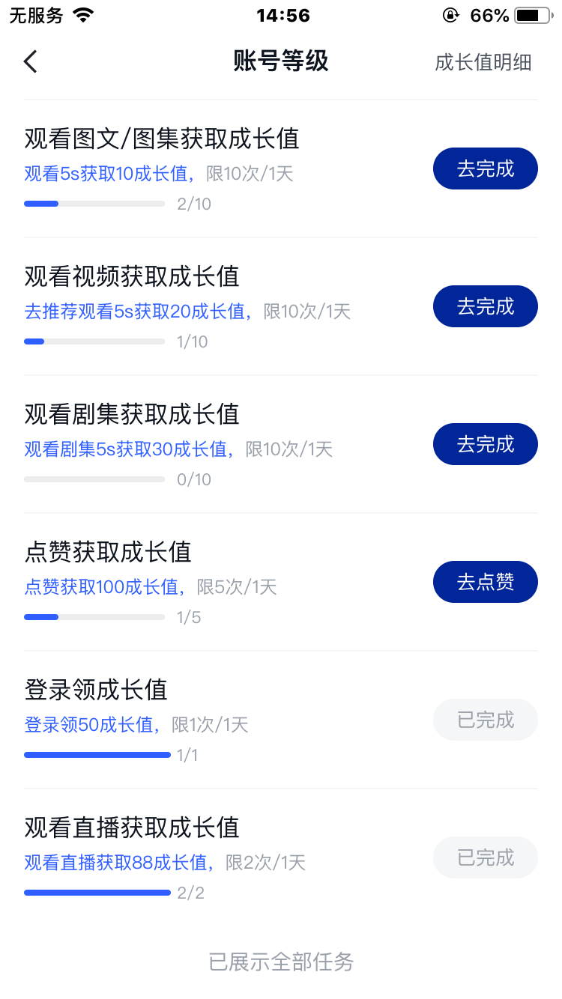 无服务 14:56 66%
账号等级 成长值明细
观看图文/图集获取成长值
观看5s获取10成长值，限10次/1天
去完成
2/10
观看视频获取成长值
去推荐观看5s获取20成长值，限10次/1天
去完成
1/10
观看剧集获取成长值
观看剧集5s获取30成长值，限10次/1天
去完成
0/10
点赞获取成长值
点赞获取100成长值，限5次/1天
去点赞
1/5
登录领成长值
登录领50成长值，限1次/1天
已完成
1/1
观看直播获取成长值
观看直播获取88成长值，限2次/1天
已完成
2/2
已展示全部任务